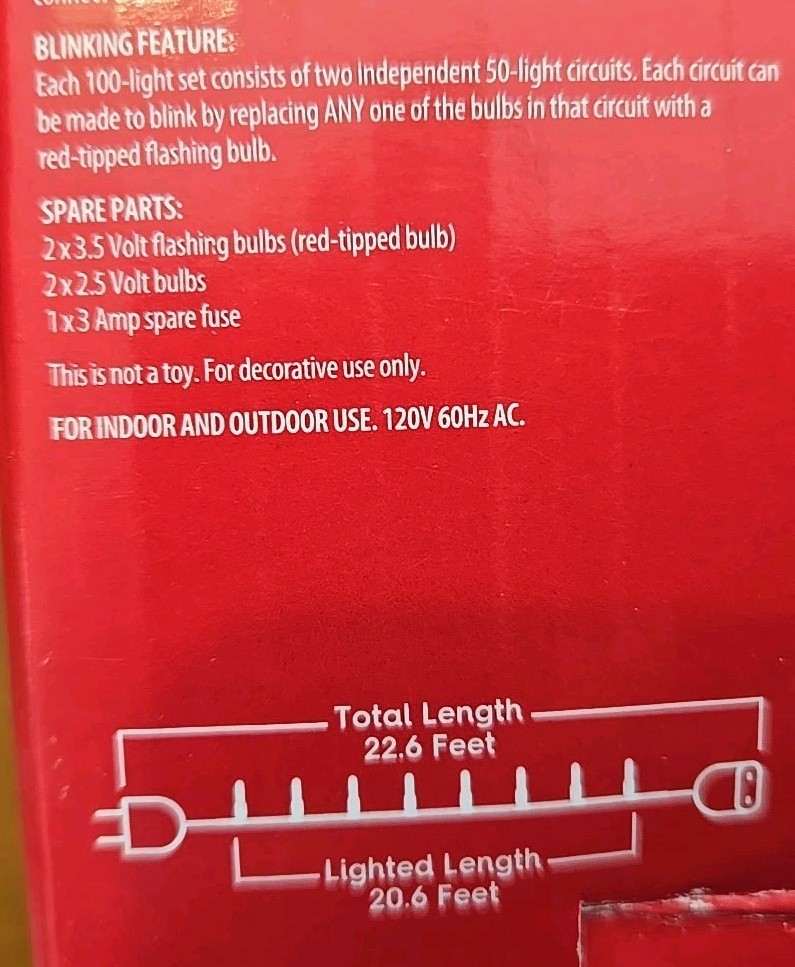 BLINKING FEATURE:
Each 100-light set consists of two independent 50-light circuits. Each circuit can
be made to blink by replacing ANY one of the bulbs in that circuit with a
red-tipped flashing bulb.
SPARE PARTS:
2 x 3.5 Volt flashing bulbs (red-tipped bulb)
2 x 2.5 Volt bulbs
1 x 3 Amp spare fuse
This is not a toy. For decorative use only.
FOR INDOOR AND OUTDOOR USE. 120V 60Hz AC.
Total Length
22.6 Feet
Lighted Length
20.6 Feet